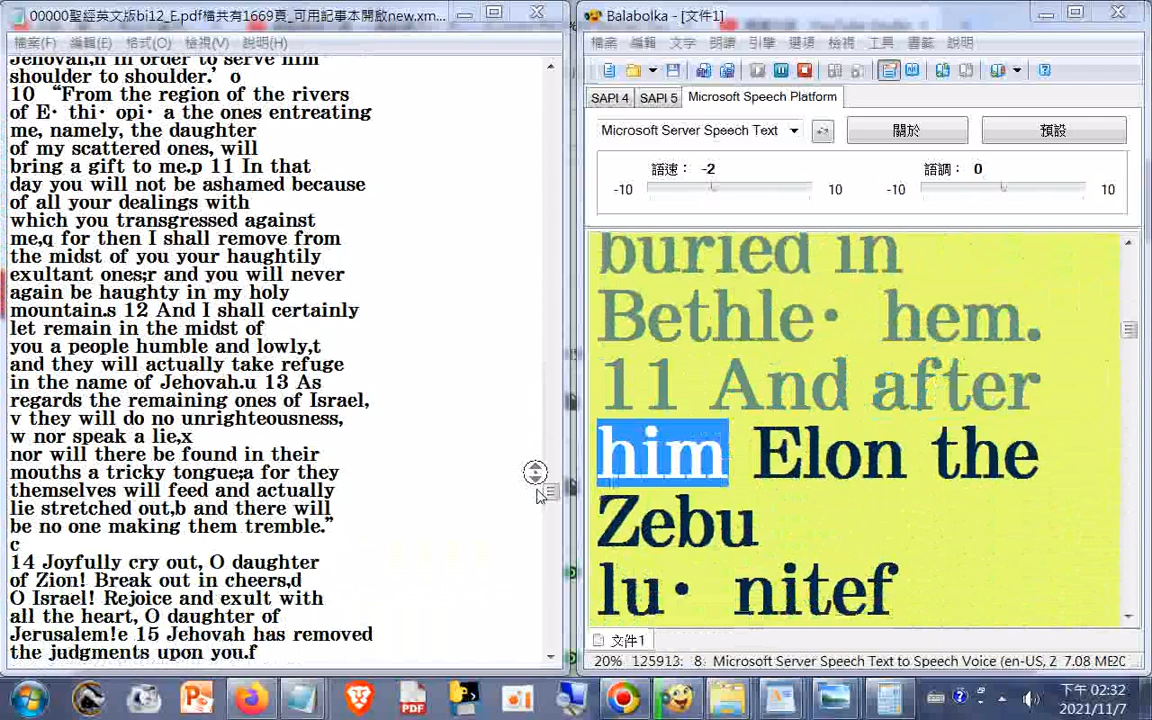 00000聖經英文版bi12_E.pdf檔共有1669頁_可用記事本開啟new.xm...
檔案(F) 編輯(E) 格式(O) 檢視(V) 說明(H)
Jehovah,n in order to serve him
shoulder to shoulder.’ o
10 “From the region of the rivers
of E· thi· opi· a the ones entreating
me, namely, the daughter
of my scattered ones, will
bring a gift to me.p 11 In that
day you will not be ashamed because
of all your dealings with
which you transgressed against
me,q for then I shall remove from
the midst of you your haughtily
exultant ones;r and you will never
again be haughty in my holy
mountain.s 12 And I shall certainly
let remain in the midst of
you a people humble and lowly,t
and they will actually take refuge
in the name of Jehovah.u 13 As
regards the remaining ones of Israel,
v they will do no unrighteousness,
w nor speak a lie,x
nor will there be found in their
mouths a tricky tongue;a for they
themselves will feed and actually
lie stretched out,b and there will
be no one making them tremble.”
c
14 Joyfully cry out, O daughter
of Zion! Break out in cheers,d
O Israel! Rejoice and exult with
all the heart, O daughter of
Jerusalem!e 15 Jehovah has removed
the judgments upon you.f
Balabolka - [文件1]
檔案 編輯 文字 朗讀 引擎 選項 檢視 工具 書籤 說明
SAPI 4 SAPI 5 Microsoft Speech Platform
Microsoft Server Speech Text 關於 預設
語速： -2 語調： 0
-10 10 -10 10
buried in
Bethle· hem.
11 And after
him Elon the
Zebu
lu· nitef
文件1
20% 125913: 8 Microsoft Server Speech Text to Speech Voice (en-US, Z 7.08 ME
PDF
下午 02:32
2021/11/7